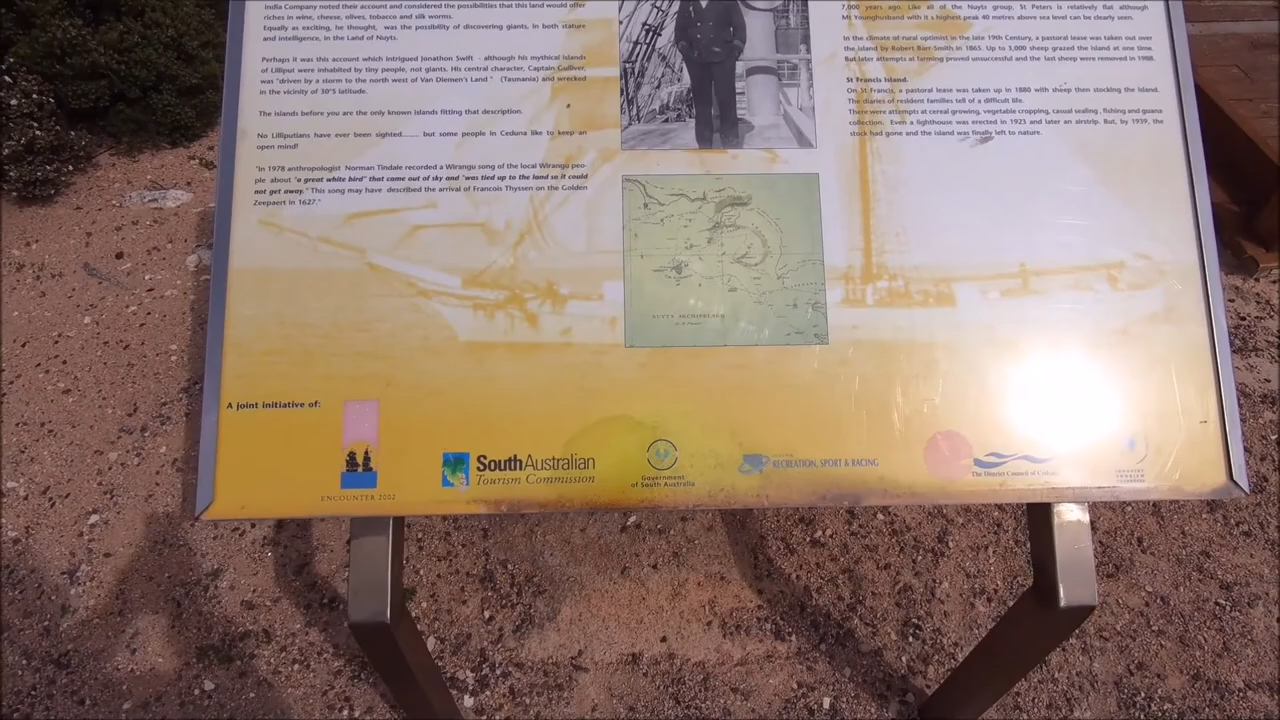 India Company noted their account and considered the possibilities that this land would offer
riches in wine, cheese, olives, tobacco and silk worms.
Equally as exciting, he thought, was the possibility of discovering giants, in both stature
and intelligence, in the Land of Nuyts.
Perhaps it was this account which intrigued Jonathon Swift - although his mythical islands
of Lilliput were inhabited by tiny people, not giants. His central character, Captain Gulliver,
was "driven by a storm to the north west of Van Diemen's Land " (Tasmania) and wrecked
in the vicinity of 30°S latitude.
The islands before you are the only known islands fitting that description.
No Lilliputians have ever been sighted....... but some people in Ceduna like to keep an
open mind!
"In 1978 anthropologist Norman Tindale recorded a Wirangu song of the local Wirangu peo-
ple about "a great white bird" that came out of sky and "was tied up to the land so it could
not get away." This song may have described the arrival of Francois Thyssen on the Golden
Zeepaert in 1627."
NUYTS ARCHIPELAGO
7,000 years ago. Like all of the Nuyts group, St Peters is relatively flat although
Mt Younghusband with it s highest peak 40 metres above sea level can be clearly seen.
In the climate of rural optimist in the late 19th Century, a pastoral lease was taken out over
the island by Robert Barr-Smith in 1865. Up to 3,000 sheep grazed the island at one time.
But later attempts at farming proved unsuccessful and the last sheep were removed in 1988.
St Francis Island.
On St Francis, a pastoral lease was taken up in 1880 with sheep then stocking the island.
The diaries of resident families tell of a difficult life.
There were attempts at cereal growing, vegetable cropping, casual sealing , fishing and guana
collection. Even a lighthouse was erected in 1923 and later an airstrip. But, by 1939, the
stock had gone and the island was finally left to nature.
A joint initiative of:
ENCOUNTER 2002
SouthAustralian
Tourism Commission
Government
of South Australia
RECREATION, SPORT & RACING
The District Council of
TOURISM